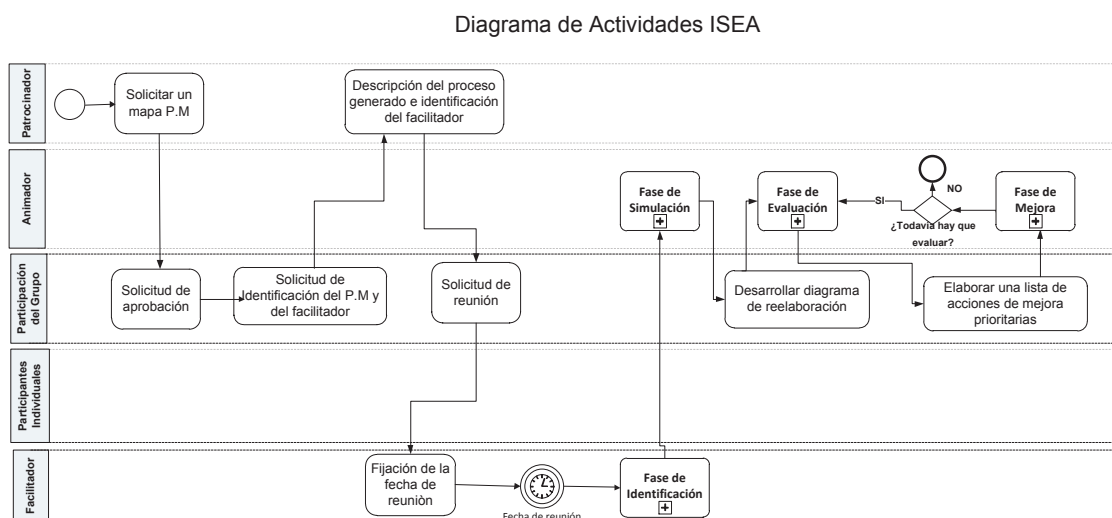 Diagrama de Actividades ISEA
Patrocinador
Solicitar un
mapa P.M
Descripción del proceso
generado e identificación
del facilitador
Animador
Fase de
Simulación
Fase de
Evaluación
SI
NO
¿Todavía hay que
evaluar?
Fase de
Mejora
Participación
del Grupo
Solicitud de
aprobación
Solicitud de
Identificación del P.M y
del facilitador
Solicitud de
reunión
Desarrollar diagrama
de reelaboración
Elaborar una lista de
acciones de mejora
prioritarias
Participantes
Individuales
Facilitador
Fijación de la
fecha de
reuniòn
Fecha de reunión
Fase de
Identificación